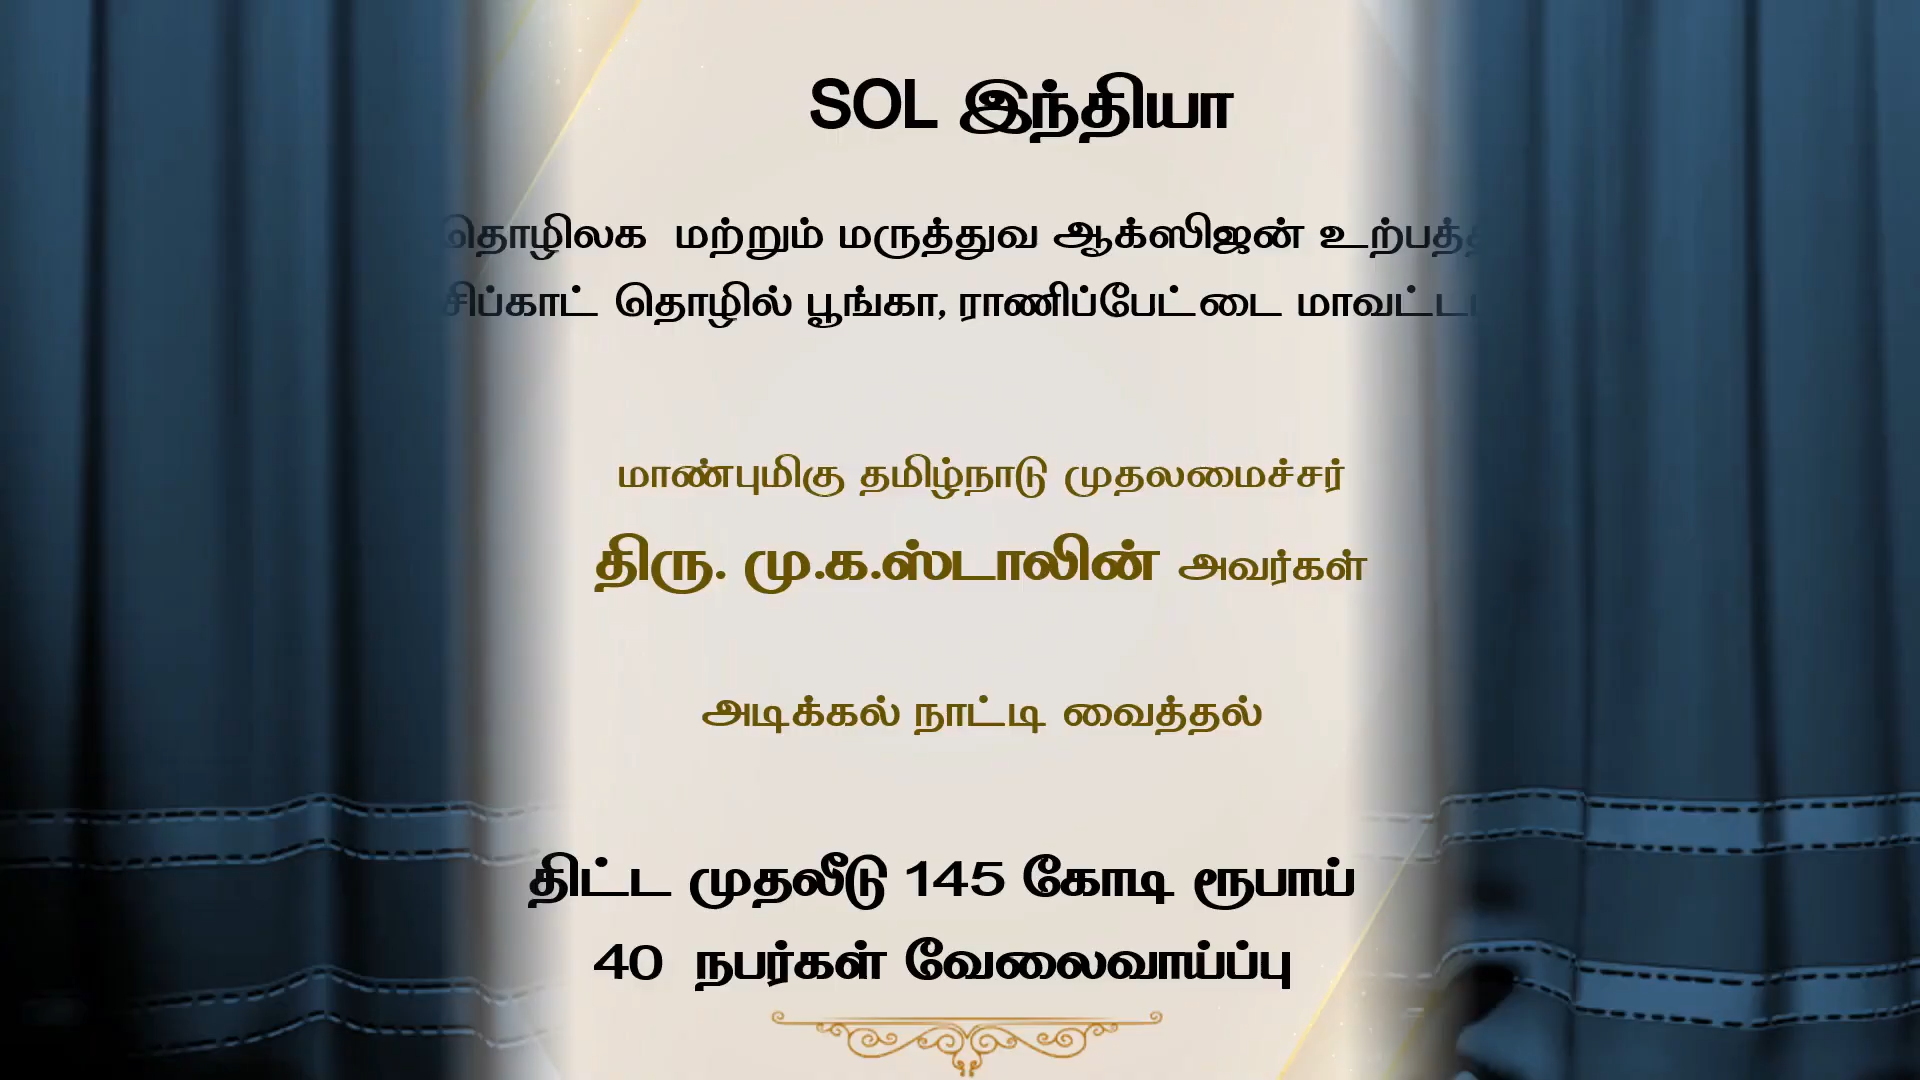 SOL இந்தியா
தொழிலக மற்றும் மருத்துவ ஆக்ஸிஜன்
சிப்காட் தொழில் பூங்கா, ராணிப்பேட்டை
மாண்புமிகு தமிழ்நாடு முதலமைச்சர்
திரு. மு.க.ஸ்டாலின் அவர்கள்
அடிக்கல் நாட்டி வைத்தல்
திட்ட முதலீடு 145 கோடி ரூபாய்
40 நபர்கள் வேலைவாய்ப்பு